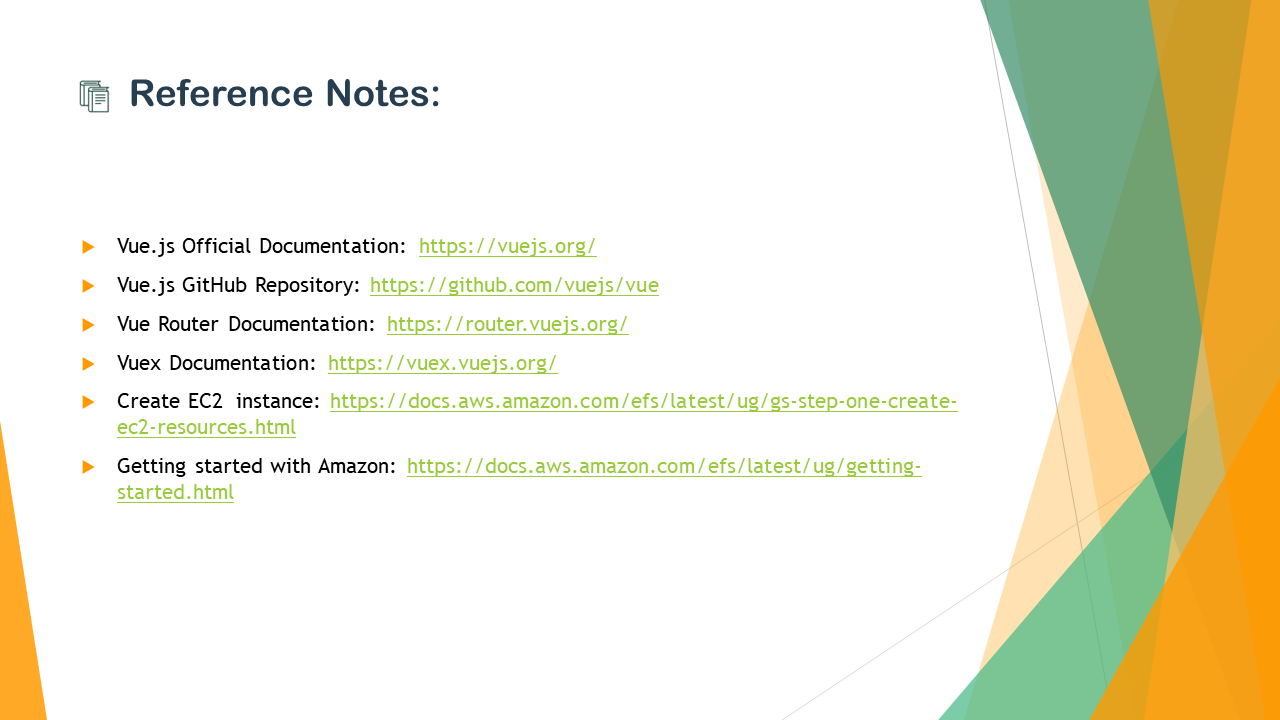 Reference Notes:
Vue.js Official Documentation: https://vuejs.org/
Vue.js GitHub Repository: https://github.com/vuejs/vue
Vue Router Documentation: https://router.vuejs.org/
Vuex Documentation: https://vuex.vuejs.org/
Create EC2 instance: https://docs.aws.amazon.com/efs/latest/ug/gs-step-one-create-
ec2-resources.html
Getting started with Amazon: https://docs.aws.amazon.com/efs/latest/ug/getting-
started.html